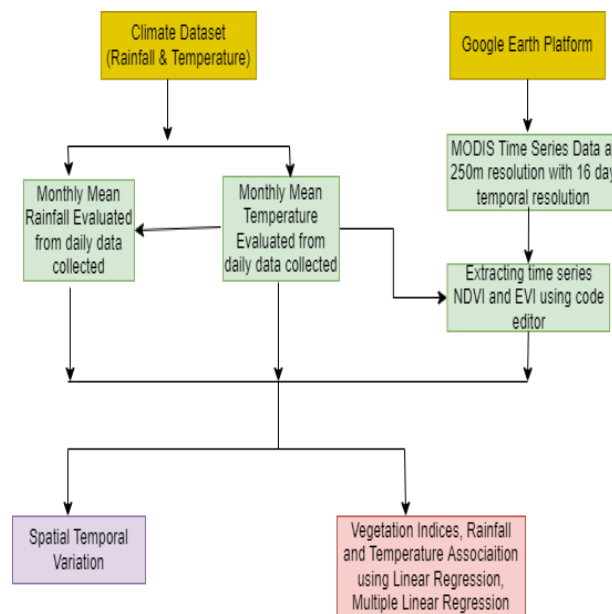 Climate Dataset
(Rainfall & Temperature)
Google Earth Platform
MODIS Time Series Data a
250m resolution with 16 day
temporal resolution
Monthly Mean
Rainfall Evaluated
from daily data
collected
Monthly Mean
Temperature
Evaluated from
daily data collected
Extracting time series
NDVI and EVI using code
editor
Spatial Temporal
Variation
Vegetation Indices, Rainfall
and Temperature Associaition
using Linear Regression,
Multiple Linear Regression